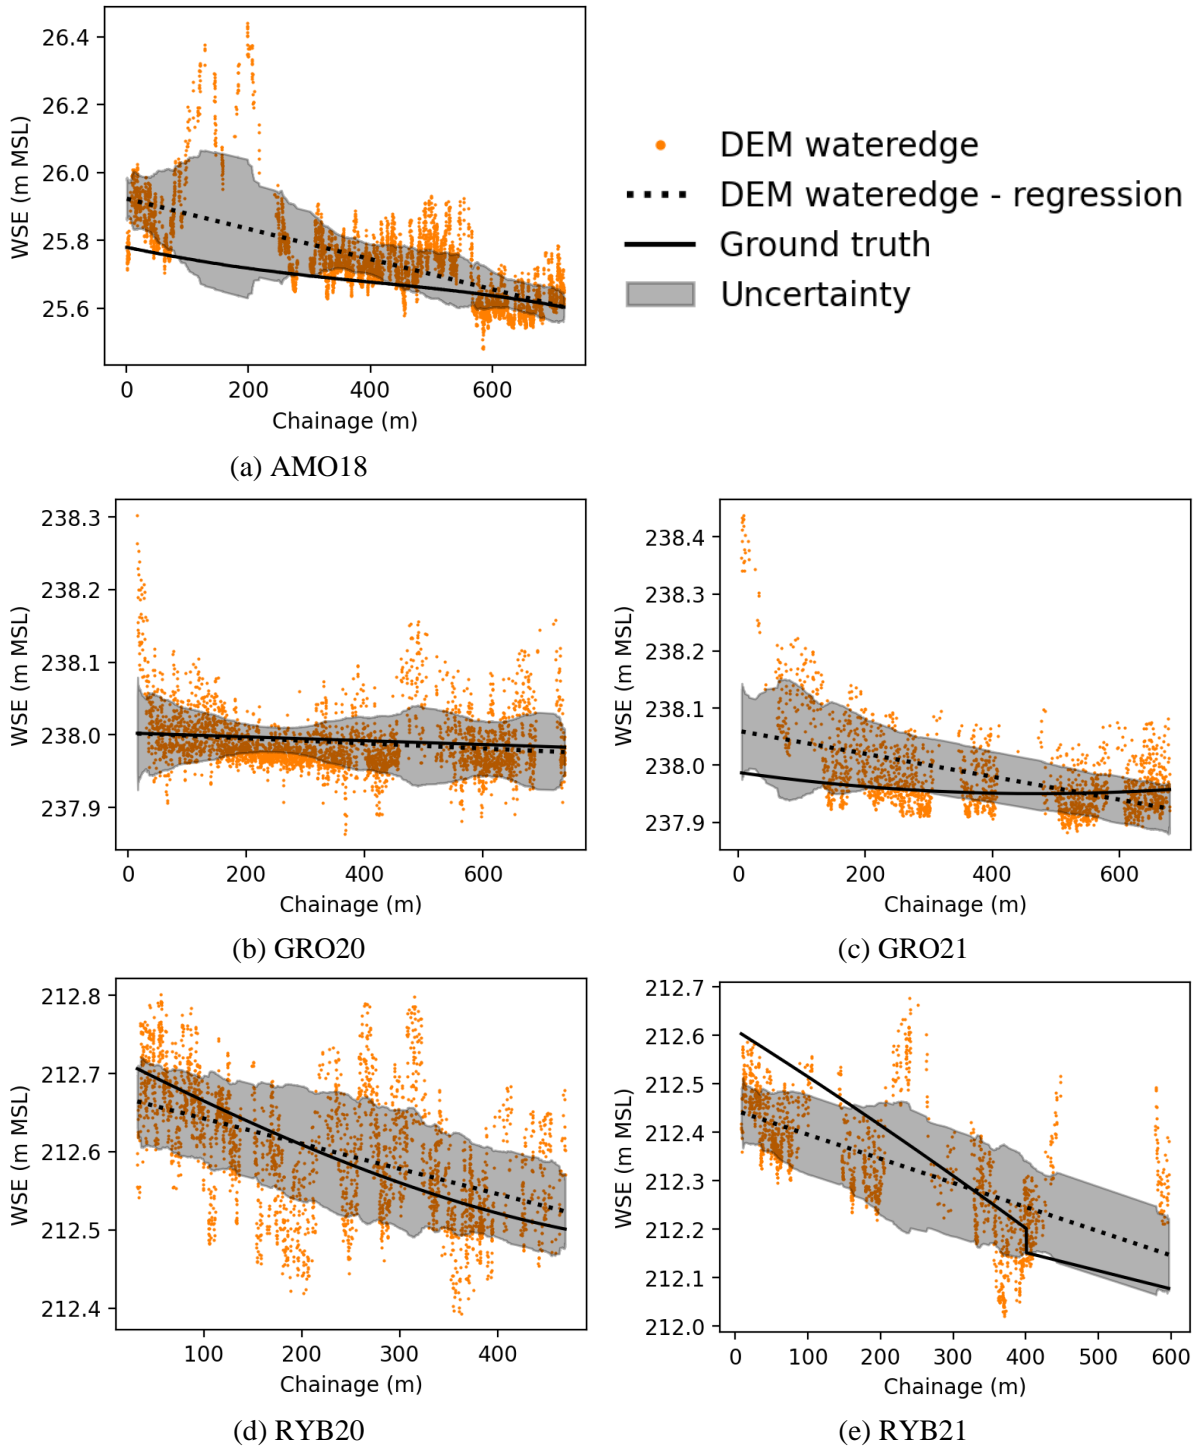 26.4
26.2
26.0
25.8
25.6
WSE (m MSL)
0 200 400 600
Chainage (m)
(a) AMO18
DEM wateredge
DEM wateredge - regression
Ground truth
Uncertainty
238.3
238.2
238.1
238.0
237.9
WSE (m MSL)
0 200 400 600
Chainage (m)
(b) GRO20
238.4
238.3
238.2
238.1
238.0
237.9
WSE (m MSL)
0 200 400 600
Chainage (m)
(c) GRO21
212.8
212.7
212.6
212.5
212.4
WSE (m MSL)
100 200 300 400
Chainage (m)
(d) RYB20
212.7
212.6
212.5
212.4
212.3
212.2
212.1
212.0
WSE (m MSL)
0 100 200 300 400 500 600
Chainage (m)
(e) RYB21